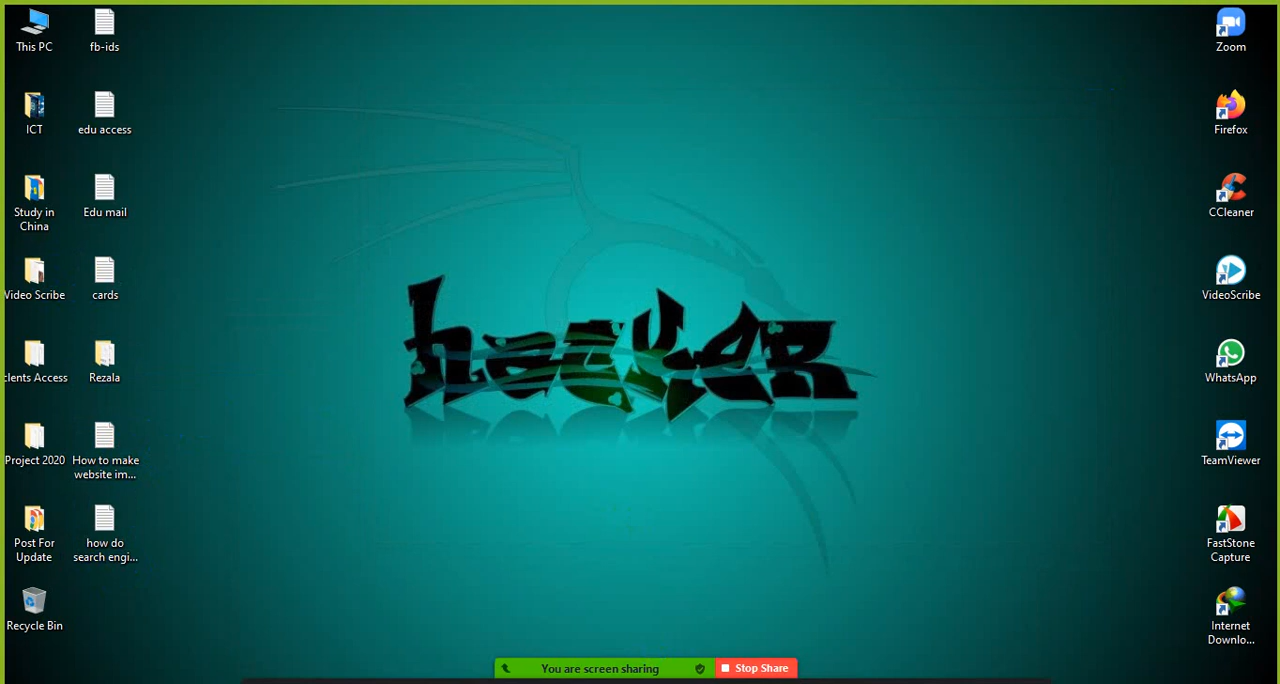 This PC
fb-ids
ICT
edu access
Study in
China
Edu mail
Video Scribe
cards
clents Access
Rezala
Project 2020
How to make
website im...
Post For
Update
how do
search engi...
Recycle Bin
hacker
Zoom
Firefox
CCleaner
VideoScribe
WhatsApp
TeamViewer
FastStone
Capture
Internet
Downlo...
You are screen sharing
Stop Share